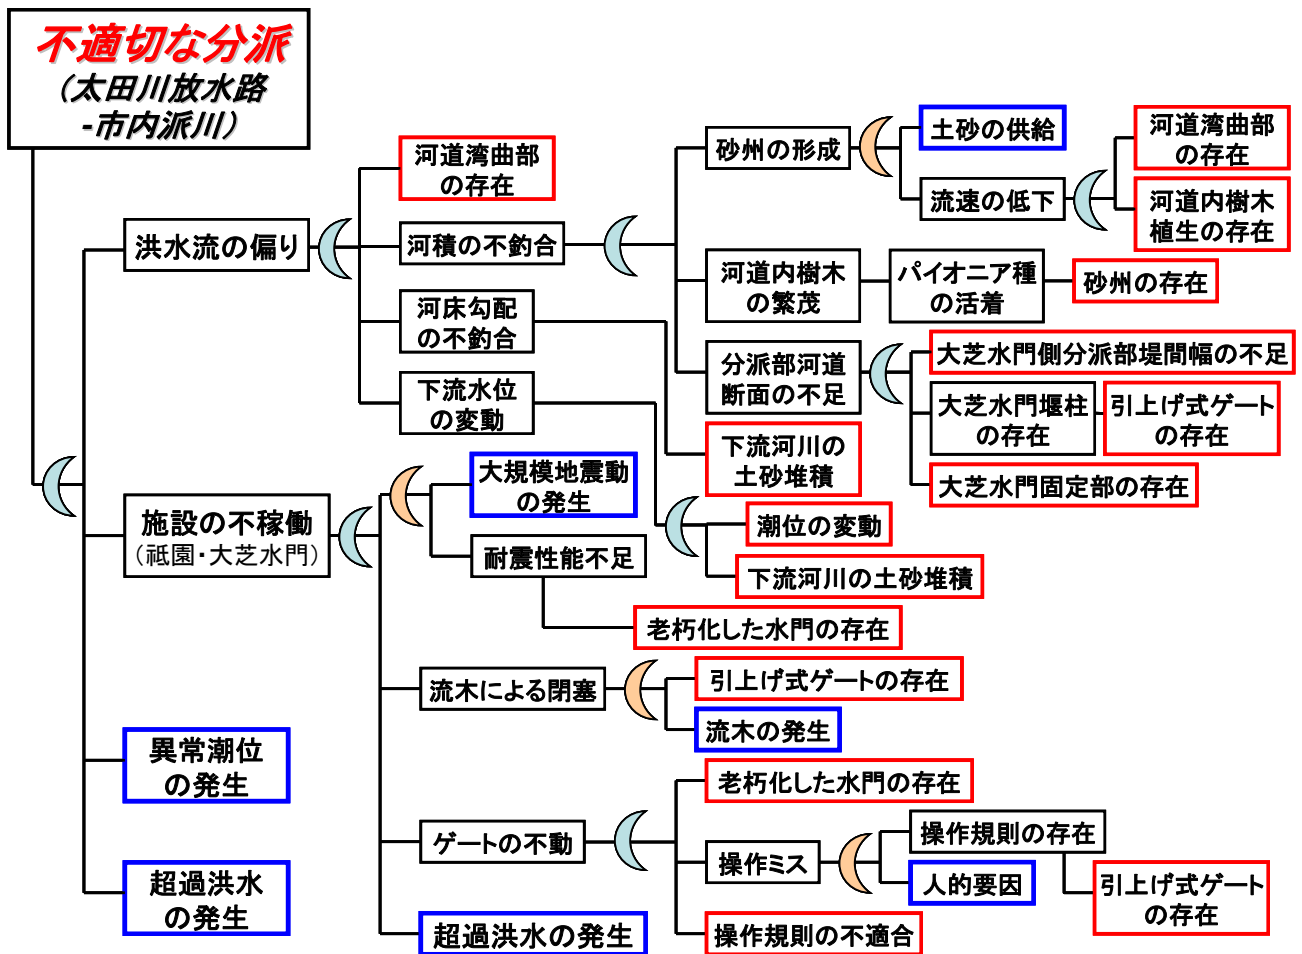 不適切な分派
（太田川放水路
-市内派川）
洪水流の偏り
河道湾曲部
の存在
河積の不釣合
河床勾配
の不釣合
下流水位
の変動
砂州の形成
土砂の供給
流速の低下
河道湾曲部
の存在
河道内樹木
植生の存在
河道内樹木
の繁茂
パイオニア種
の活着
砂州の存在
分派部河道
断面の不足
大芝水門側分派部堤間幅の不足
大芝水門堰柱
の存在
引上げ式ゲート
の存在
大芝水門固定部の存在
下流河川の
土砂堆積
潮位の変動
下流河川の土砂堆積
施設の不稼働
（祇園・大芝水門）
大規模地震動
の発生
耐震性能不足
老朽化した水門の存在
流木による閉塞
引上げ式ゲートの存在
流木の発生
ゲートの不動
老朽化した水門の存在
操作ミス
操作規則の存在
人的要因
引上げ式ゲート
の存在
操作規則の不適合
超過洪水の発生
異常潮位
の発生
超過洪水
の発生